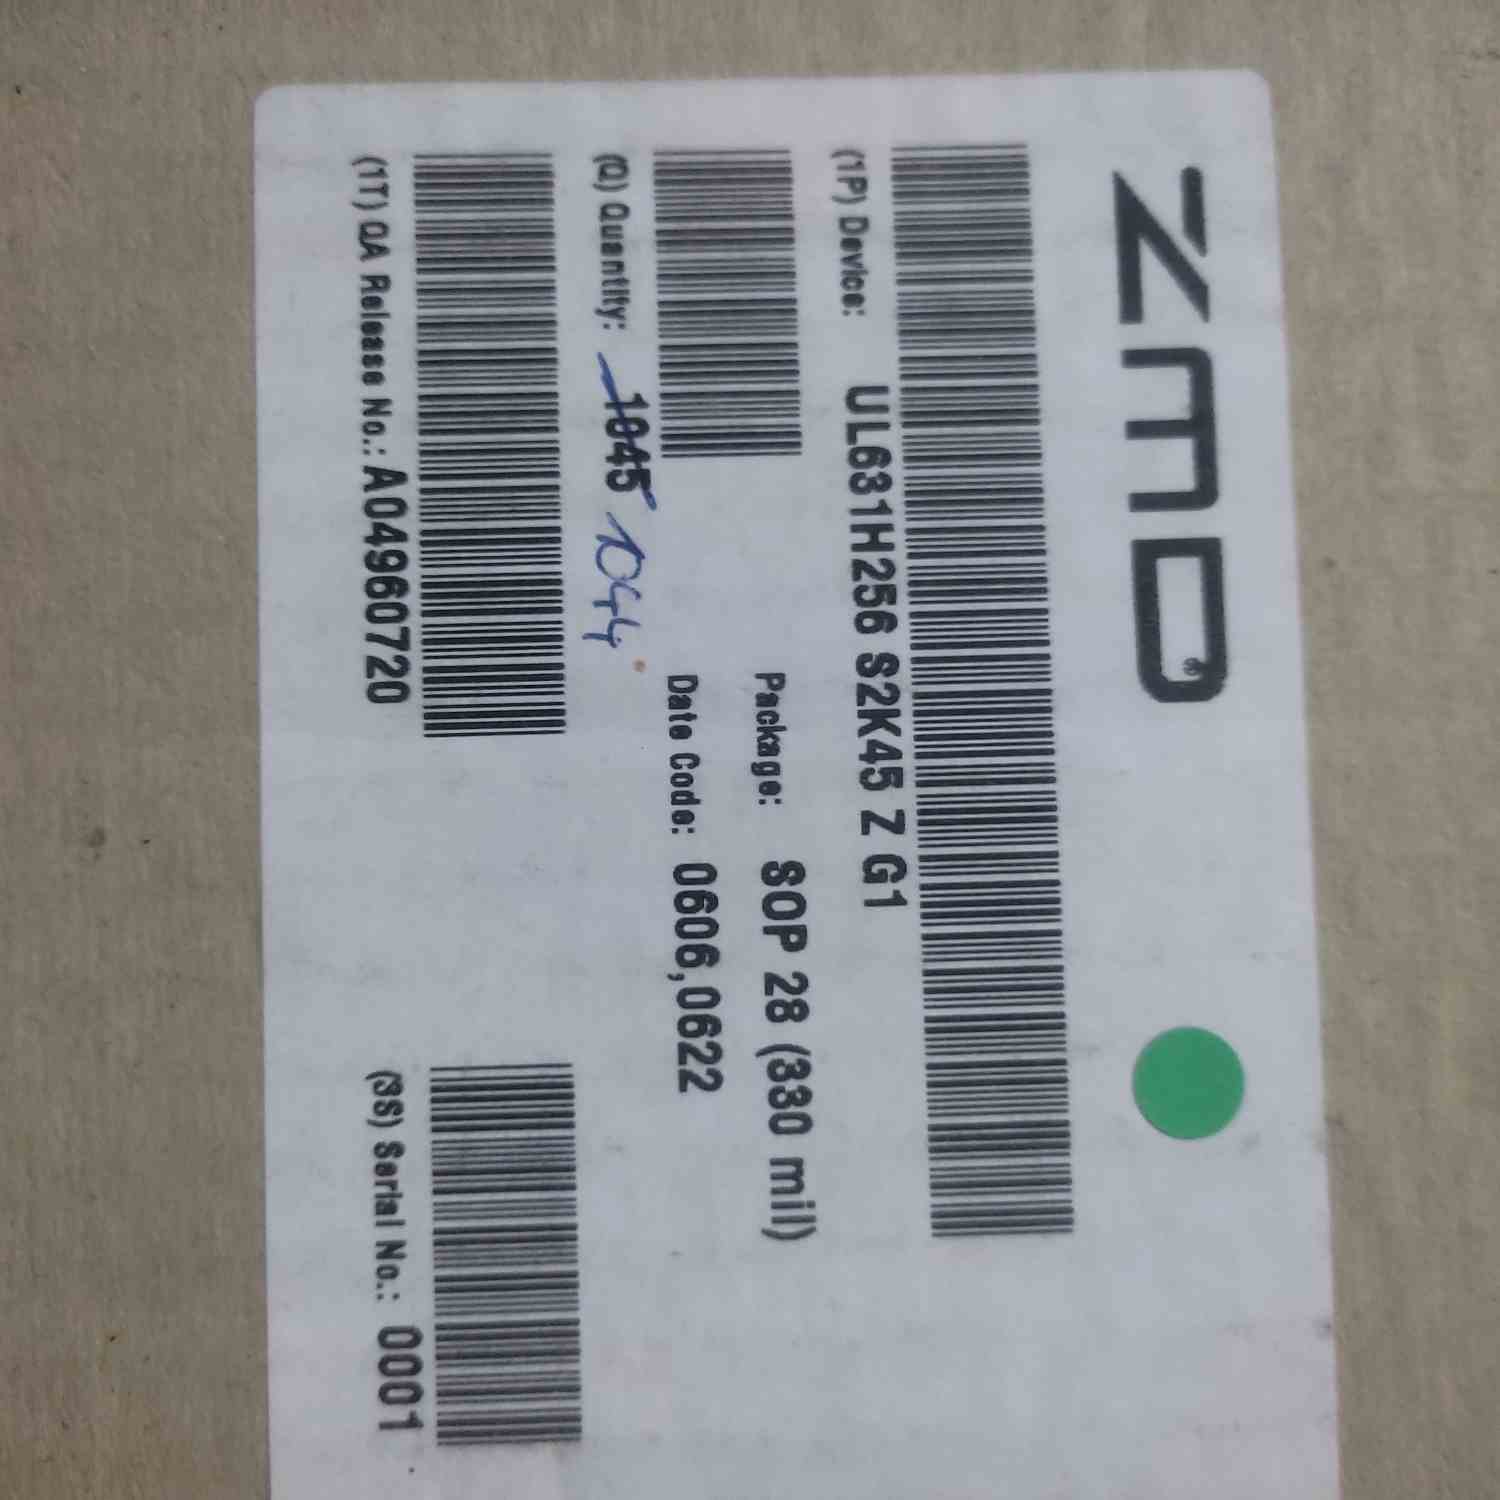 ZMD®
(1P) Device: UL631H256 S2K45 Z G1
Package: SOP 28 (330 mil)
Date Code: 0606,0622
(Q) Quantity: 1045 1044
(1T) QA Release No.: A04960720
(3S) Serial No.: 0001